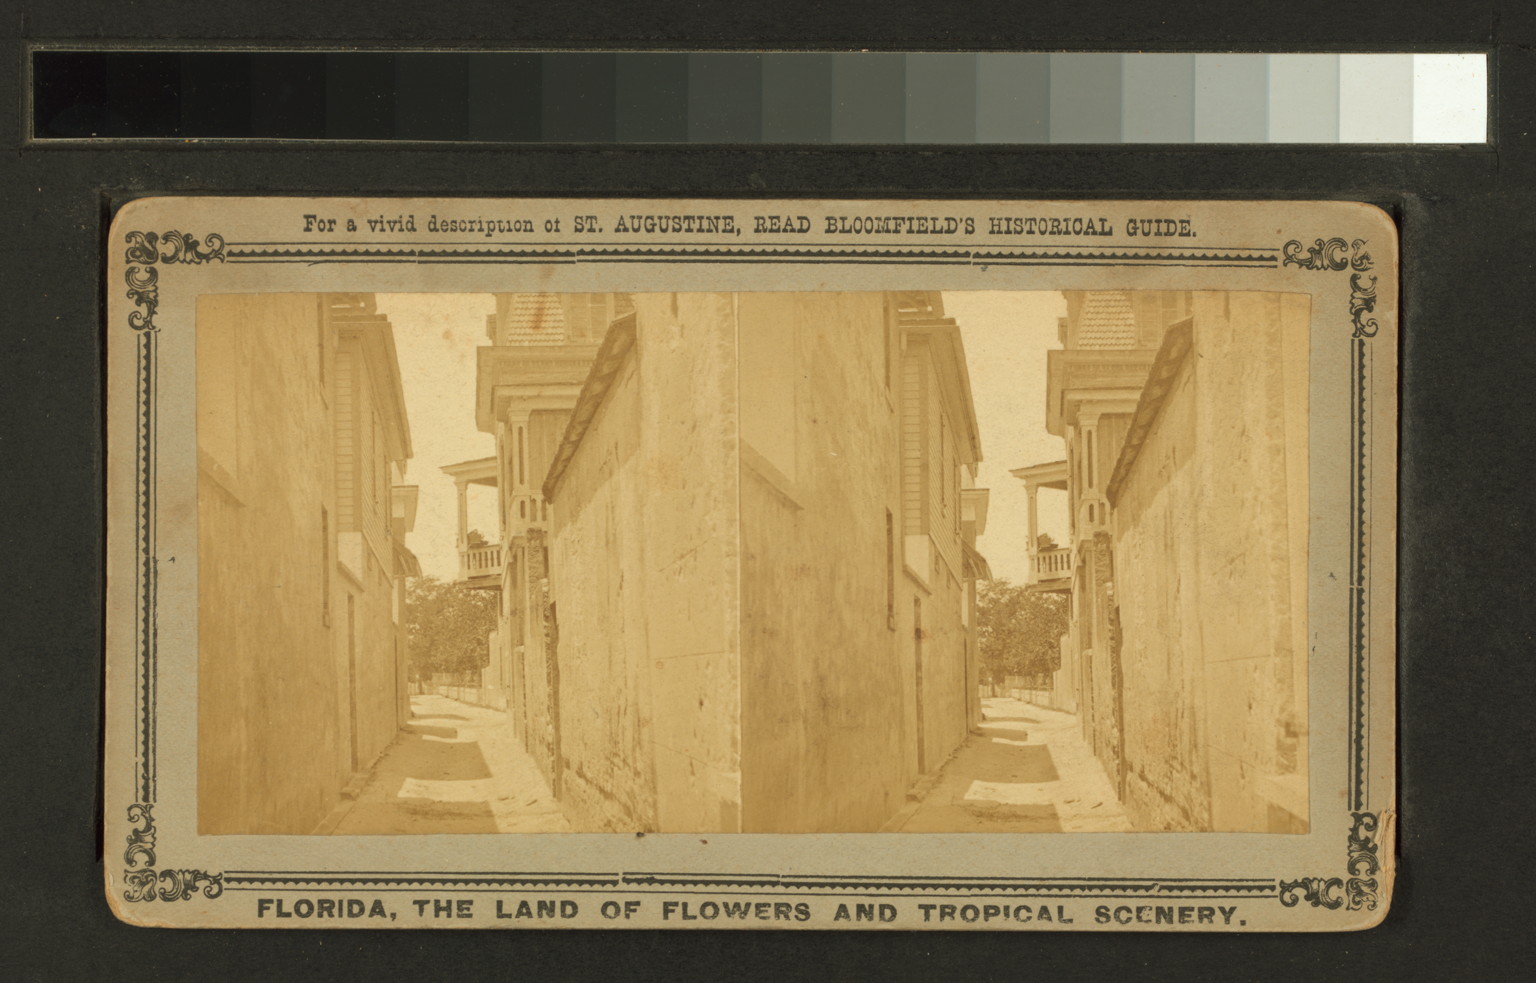 For a vivid description of ST. AUGUSTINE, READ BLOOMFIELD'S HISTORICAL GUIDE.
FLORIDA, THE LAND OF FLOWERS AND TROPICAL SCENERY.